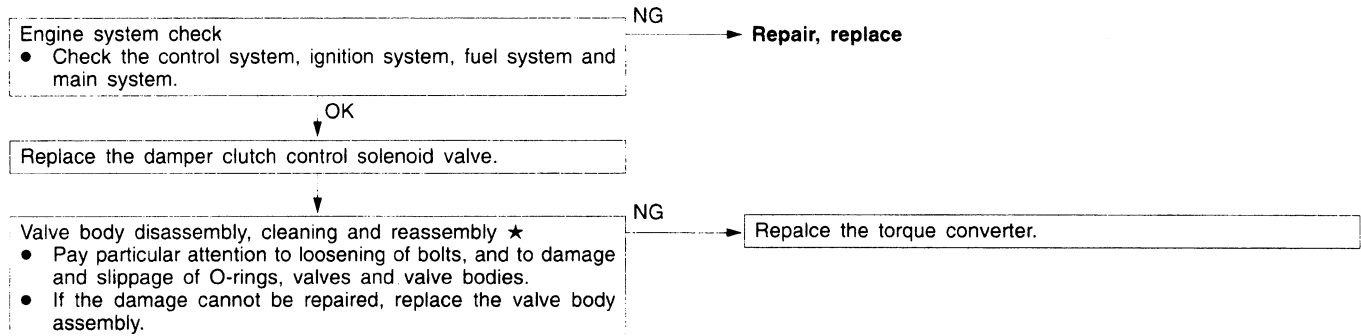 NG
Engine system check
● Check the control system, ignition system, fuel system and
main system.
Repair, replace
OK
Replace the damper clutch control solenoid valve.
NG
Valve body disassembly, cleaning and reassembly ★
● Pay particular attention to loosening of bolts, and to damage
and slippage of O-rings, valves and valve bodies.
● If the damage cannot be repaired, replace the valve body
assembly.
Repalce the torque converter.